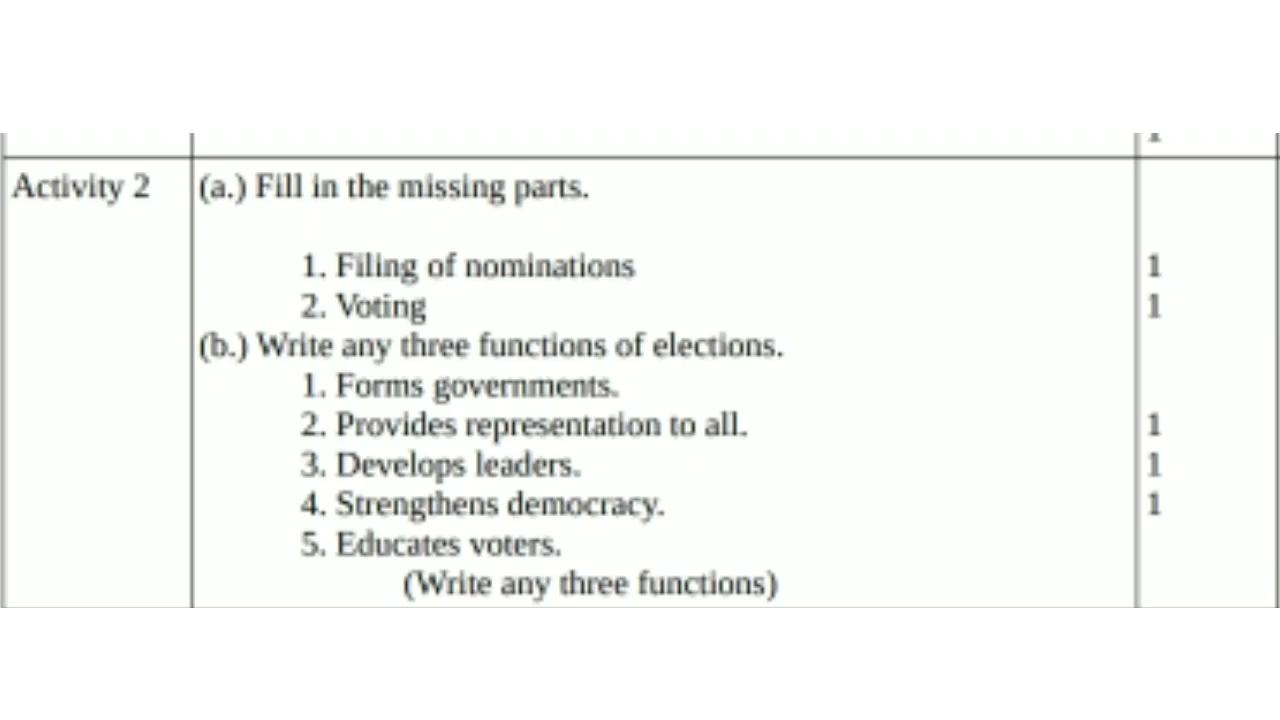 1
Activity 2 (a.) Fill in the missing parts.
1. Filing of nominations 1
2. Voting 1
(b.) Write any three functions of elections.
1. Forms governments.
2. Provides representation to all. 1
3. Develops leaders. 1
4. Strengthens democracy. 1
5. Educates voters.
(Write any three functions)